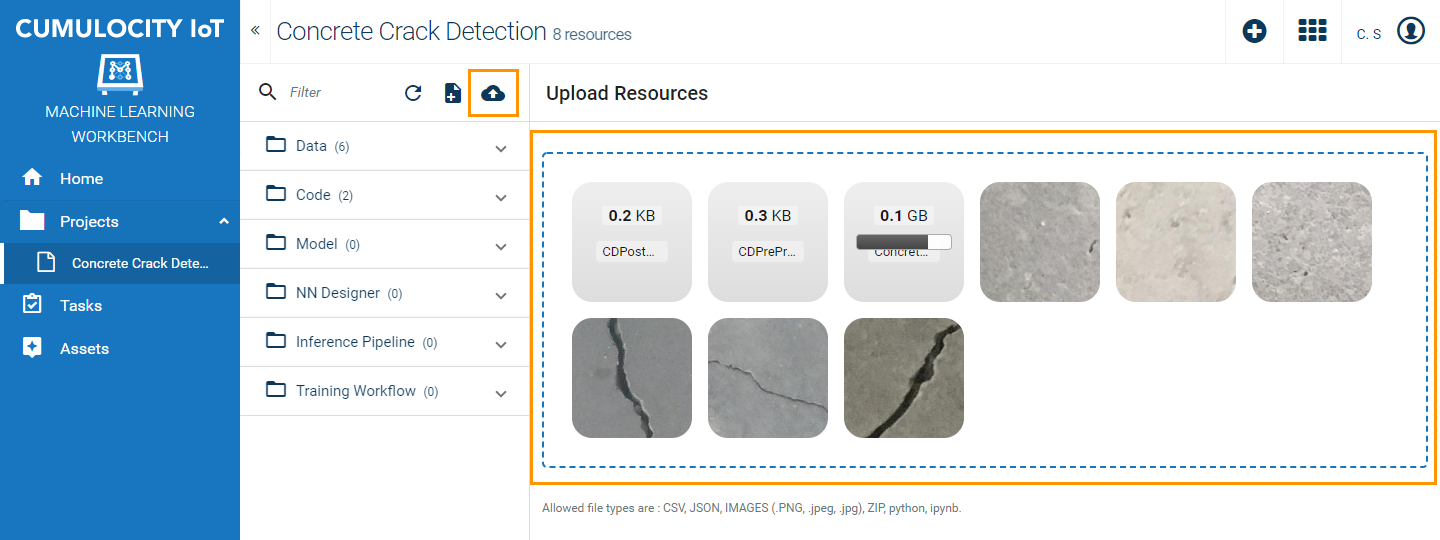 CUMULOCITY IoT
MACHINE LEARNING
WORKBENCH
Home
Projects
Concrete Crack Dete...
Tasks
Assets
Concrete Crack Detection 8 resources
C. S
Filter
Data (6)
Code (2)
Model (0)
NN Designer (0)
Inference Pipeline (0)
Training Workflow (0)
Upload Resources
0.2 KB
CDPost...
0.3 KB
CDPrePr...
0.1 GB
Concret...
Allowed file types are : CSV, JSON, IMAGES (.PNG, .jpeg, .jpg), ZIP, python, ipynb.